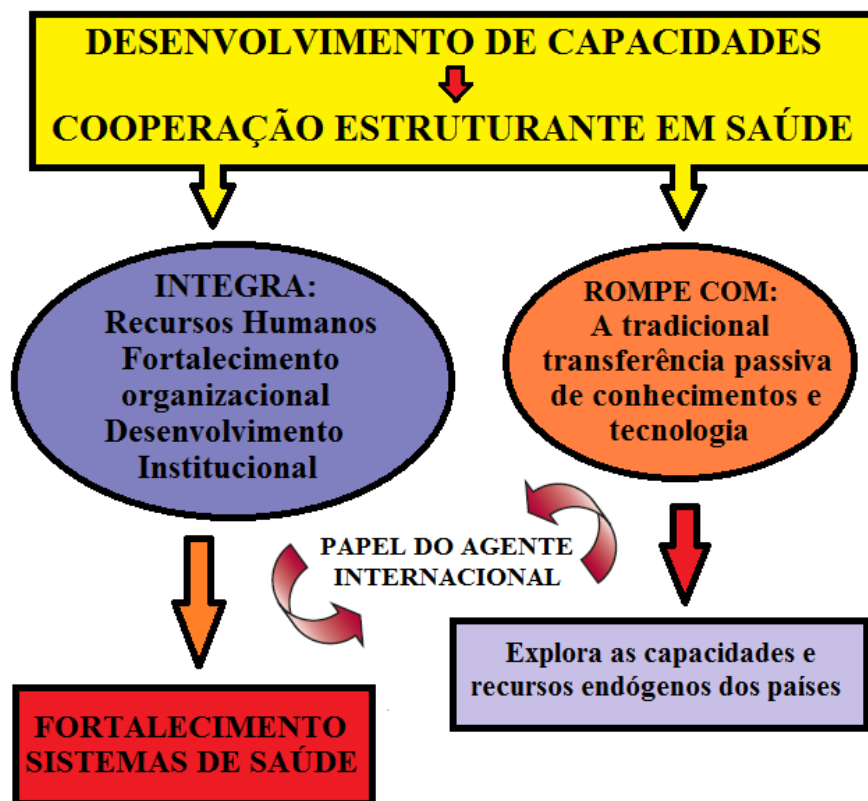 DESENVOLVIMENTO DE CAPACIDADES
COOPERAÇÃO ESTRUTURANTE EM SAÚDE
INTEGRA:
Recursos Humanos
Fortalecimento
organizacional
Desenvolvimento
Institucional
ROMPE COM:
A tradicional
transferência passiva
de conhecimentos e
tecnologia
PAPEL DO AGENTE
INTERNACIONAL
FORTALECIMENTO
SISTEMAS DE SAÚDE
Explora as capacidades e
recursos endógenos dos países